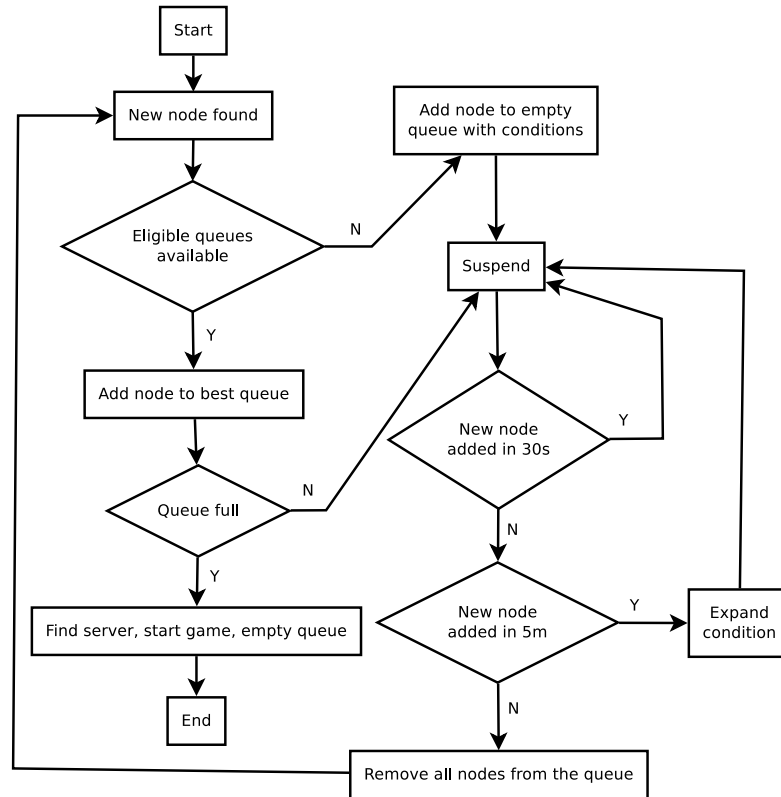 Start
New node found
Add node to empty
queue with conditions
N
Eligible queues
available
Suspend
Y
Add node to best queue
New node
added in 30s
Y
N
Queue full
N
Y
New node
added in 5m
Y
Expand
condition
Find server, start game, empty queue
N
End
Remove all nodes from the queue